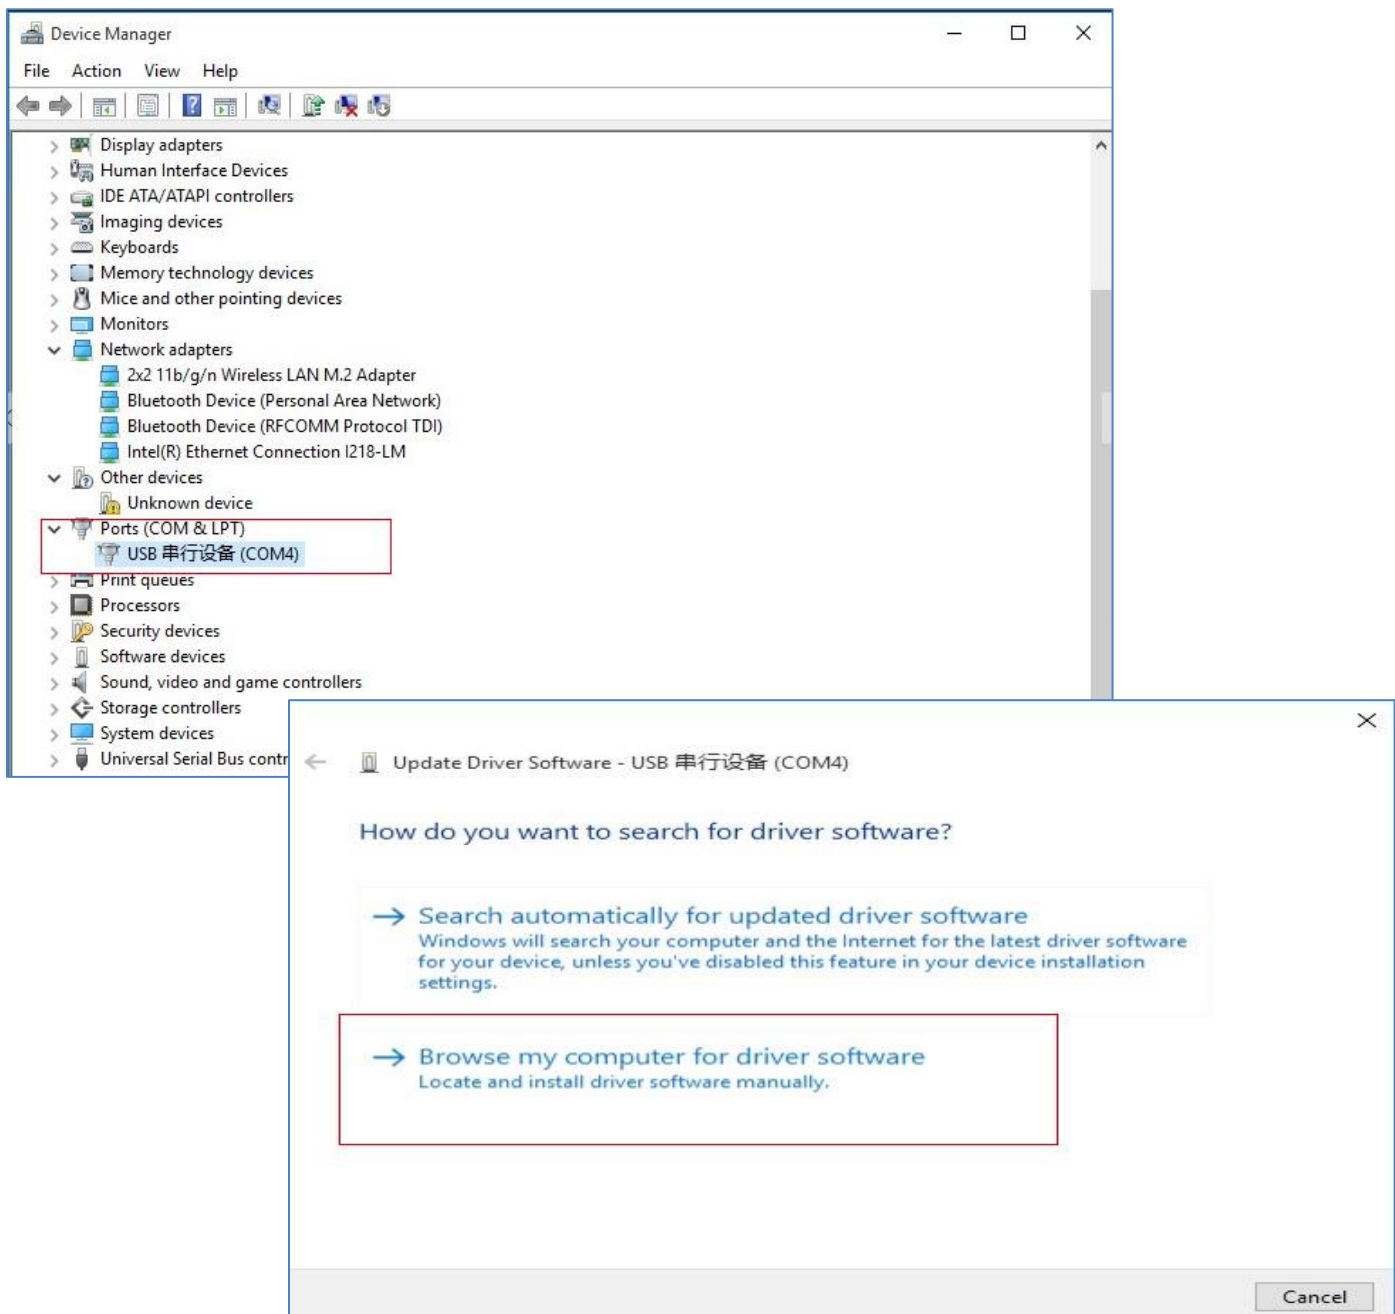 Device Manager
File Action View Help
Display adapters
Human Interface Devices
IDE ATA/ATAPI controllers
Imaging devices
Keyboards
Memory technology devices
Mice and other pointing devices
Monitors
Network adapters
2x2 11b/g/n Wireless LAN M.2 Adapter
Bluetooth Device (Personal Area Network)
Bluetooth Device (RFCOMM Protocol TDI)
Intel(R) Ethernet Connection I218-LM
Other devices
Unknown device
Ports (COM & LPT)
USB 串行设备 (COM4)
Print queues
Processors
Security devices
Software devices
Sound, video and game controllers
Storage controllers
System devices
Universal Serial Bus contr
Update Driver Software - USB 串行设备 (COM4)
How do you want to search for driver software?
Search automatically for updated driver software
Windows will search your computer and the Internet for the latest driver software
for your device, unless you've disabled this feature in your device installation
settings.
Browse my computer for driver software
Locate and install driver software manually.
Cancel